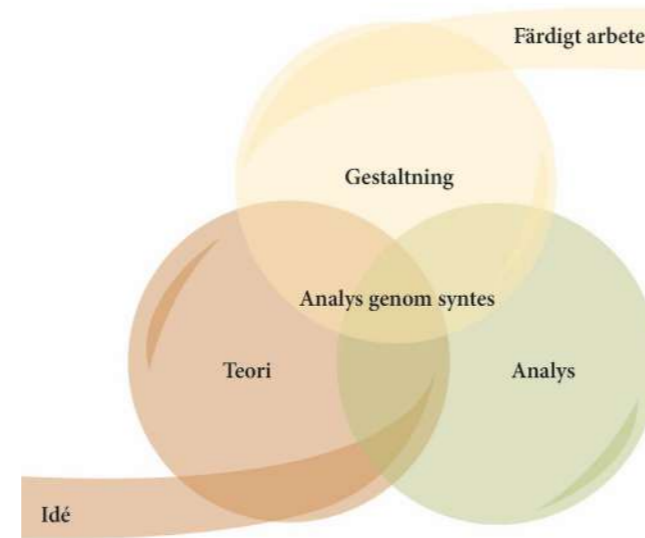 Färdigt arbete
Gestaltning
Analys genom syntes
Teori
Analys
Idé